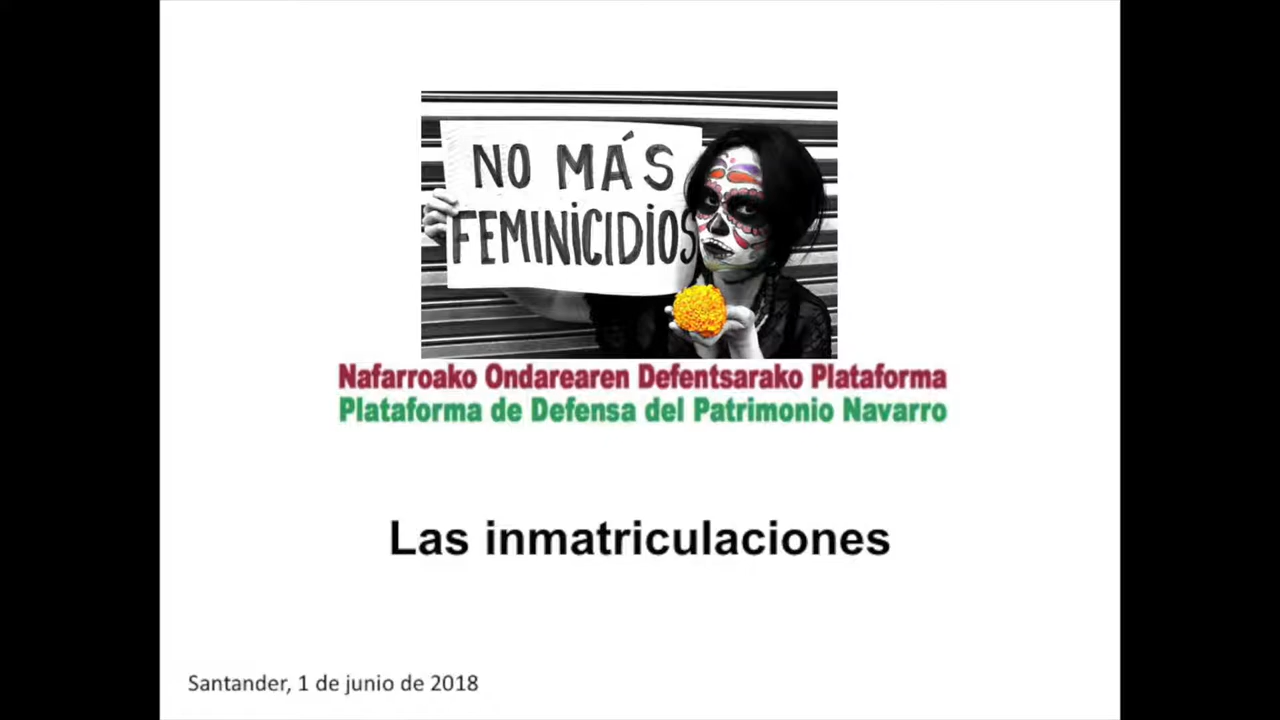 NO MÁS
FEMINICIDIOS
Nafarroako Ondarearen Defentsarako Plataforma
Plataforma de Defensa del Patrimonio Navarro
Las inmatriculaciones
Santander, 1 de junio de 2018